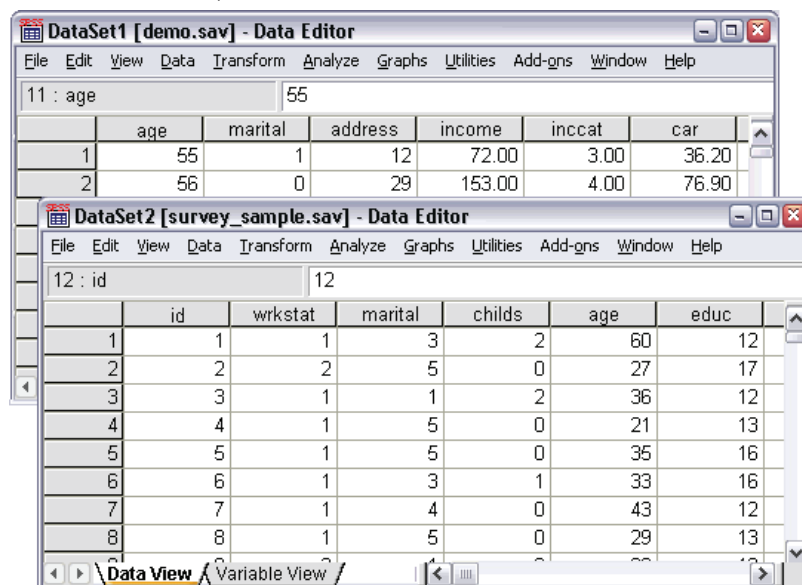 DataSet1 [demo.sav] - Data Editor
File Edit View Data Transform Analyze Graphs Utilities Add-ons Window Help
11 : age 55
age marital address income inccat car
1 55 1 12 72.00 3.00 36.20
2 56 0 29 153.00 4.00 76.90
DataSet2 [survey_sample.sav] - Data Editor
File Edit View Data Transform Analyze Graphs Utilities Add-ons Window Help
12 : id 12
id wrkstat marital childs age educ
1 1 1 3 2 60 12
2 2 2 5 0 27 17
3 3 1 1 2 36 12
4 4 1 5 0 21 13
5 5 1 5 0 35 16
6 6 1 3 1 33 16
7 7 1 4 0 43 12
8 8 1 5 0 29 13
Data View Variable View